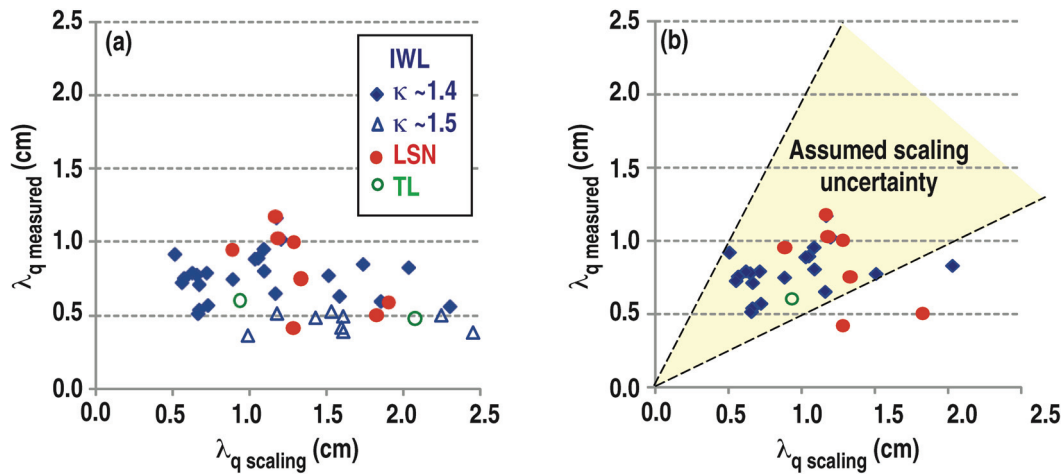 (a)
IWL
κ ~1.4
κ ~1.5
LSN
TL
2.5
2.0
1.5
1.0
0.5
0.0
0.0 0.5 1.0 1.5 2.0 2.5
λq measured (cm)
λq scaling (cm)
(b)
Assumed scaling
uncertainty
2.5
2.0
1.5
1.0
0.5
0.0
0.0 0.5 1.0 1.5 2.0 2.5
λq measured (cm)
λq scaling (cm)